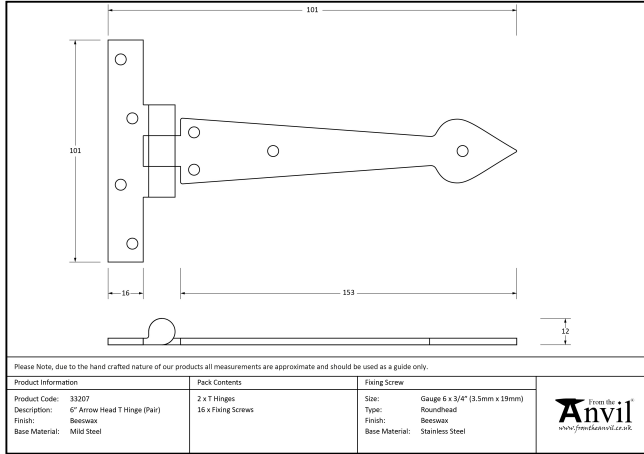 101
101
16
153
12
Please Note, due to the hand crafted nature of our products all measurements are approximate and should be used as a guide only.
Product Information
Product Code: 33207
Description: 6" Arrow Head T Hinge (Pair)
Finish: Beeswax
Base Material: Mild Steel
Pack Contents
2 x T Hinges
16 x Fixing Screws
Fixing Screw
Size: Gauge 6 x 3/4" (3.5mm x 19mm)
Type: Roundhead
Finish: Beeswax
Base Material: Stainless Steel
From the
Anvil®
www.fromtheanvil.co.uk